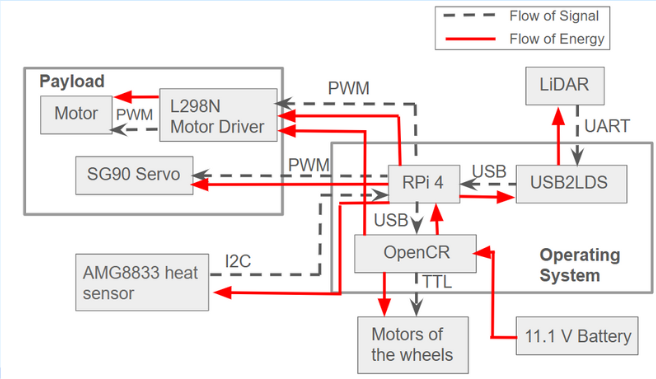 Flow of Signal
Flow of Energy
Payload
Motor
PWM
L298N
Motor Driver
PWM
LiDAR
UART
SG90 Servo
PWM
RPi 4
USB
USB2LDS
USB
I2C
AMG8833 heat
sensor
OpenCR
TTL
Operating
System
Motors of
the wheels
11.1 V Battery